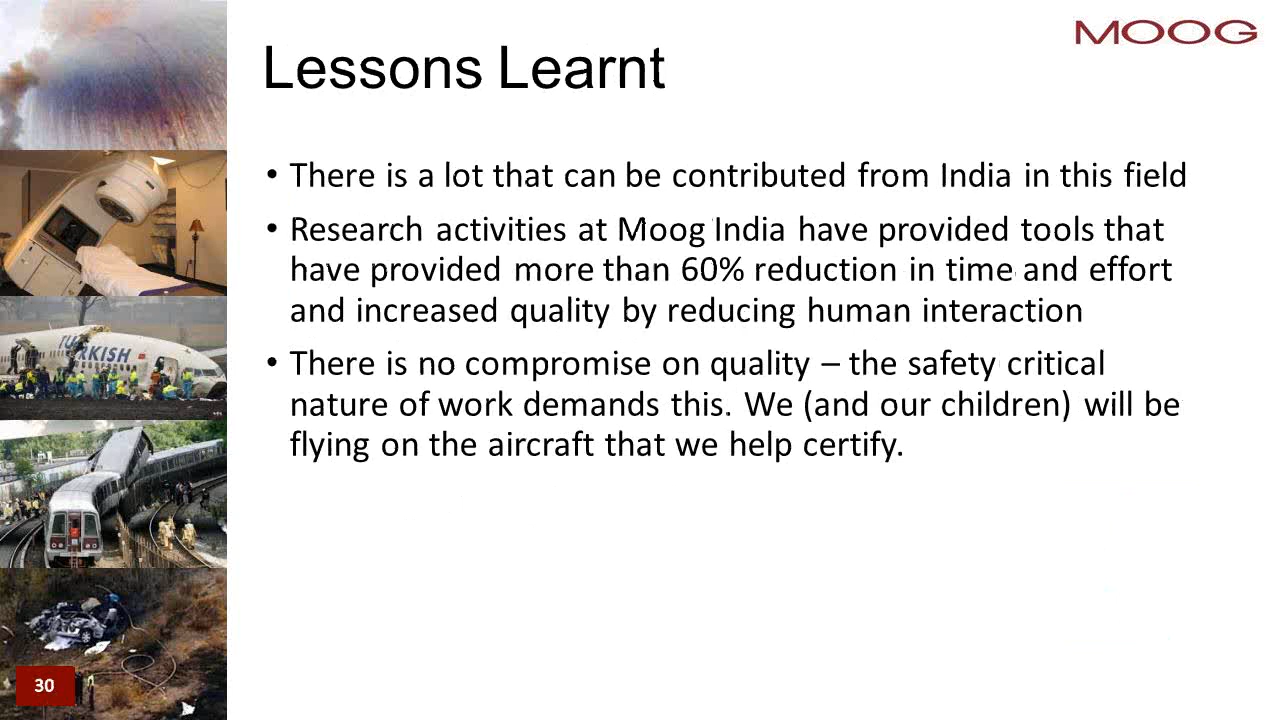 MOOG
Lessons Learnt
• There is a lot that can be contributed from India in this field
• Research activities at Moog India have provided tools that
have provided more than 60% reduction in time and effort
and increased quality by reducing human interaction
• There is no compromise on quality – the safety critical
nature of work demands this. We (and our children) will be
flying on the aircraft that we help certify.
TURKISH
30